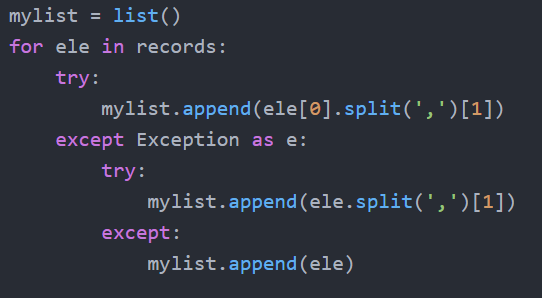 mylist = list()
for ele in records:
    try:
        mylist.append(ele[0].split(',')[1])
    except Exception as e:
        try:
            mylist.append(ele.split(',')[1])
        except:
            mylist.append(ele)